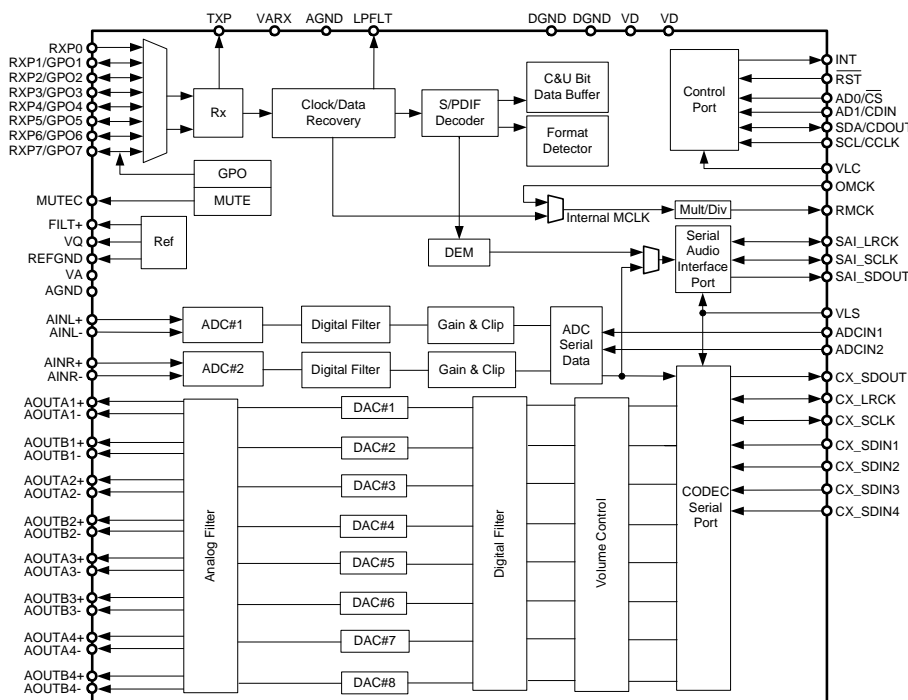 TXP VARX AGND LPFLT DGND DGND VD VD
RXP0
RXP1/GPO1
RXP2/GPO2
RXP3/GPO3
RXP4/GPO4
RXP5/GPO5
RXP6/GPO6
RXP7/GPO7
MUTEC
FILT+
VQ
REFGND
VA
AGND
AINL+
AINL-
AINR+
AINR-
AOUTA1+
AOUTA1-
AOUTB1+
AOUTB1-
AOUTA2+
AOUTA2-
AOUTB2+
AOUTB2-
AOUTA3+
AOUTA3-
AOUTB3+
AOUTB3-
AOUTA4+
AOUTA4-
AOUTB4+
AOUTB4-
Rx
Clock/Data
Recovery
S/PDIF
Decoder
C&U Bit
Data Buffer
Format
Detector
GPO
MUTE
Ref
DEM
Internal MCLK
Mult/Div
Control
Port
Serial
Audio
Interface
Port
ADC#1
Digital Filter
Gain & Clip
ADC#2
Digital Filter
Gain & Clip
ADC
Serial
Data
Analog Filter
DAC#1
DAC#2
DAC#3
DAC#4
DAC#5
DAC#6
DAC#7
DAC#8
Digital Filter
Volume Control
CODEC
Serial
Port
INT
RST
AD0/CS
AD1/CDIN
SDA/CDOUT
SCL/CCLK
VLC
OMCK
RMCK
SAI_LRCK
SAI_SCLK
SAI_SDOUT
VLS
ADCIN1
ADCIN2
CX_SDOUT
CX_LRCK
CX_SCLK
CX_SDIN1
CX_SDIN2
CX_SDIN3
CX_SDIN4